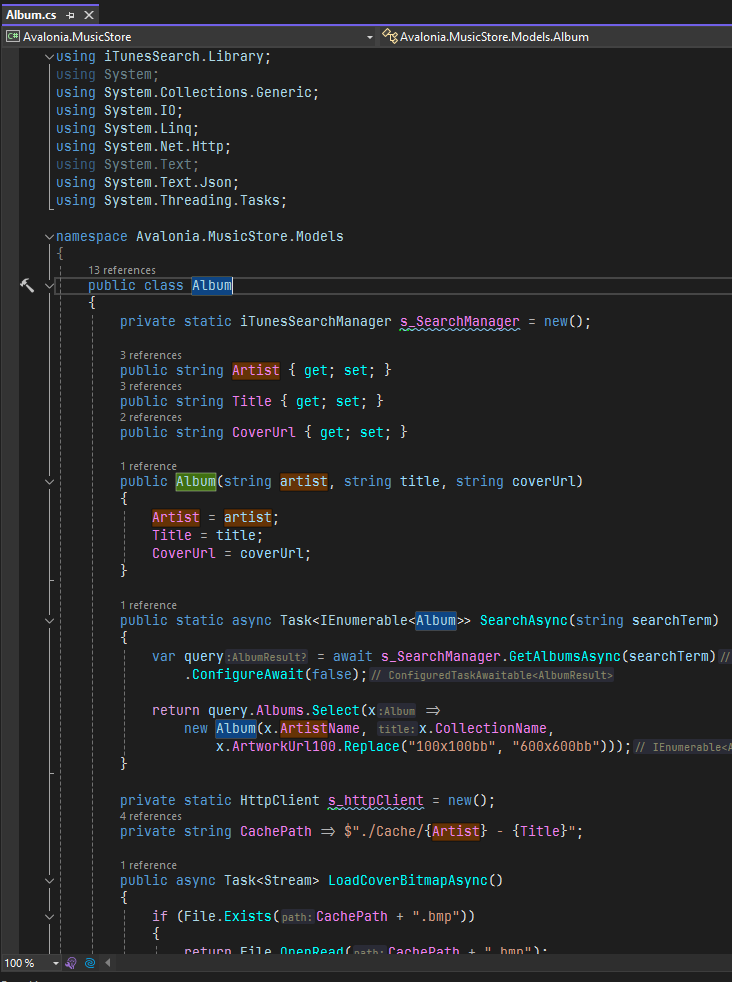 Album.cs
C# Avalonia.MusicStore
Avalonia.MusicStore.Models.Album
using iTunesSearch.Library;
using System;
using System.Collections.Generic;
using System.IO;
using System.Linq;
using System.Net.Http;
using System.Text;
using System.Text.Json;
using System.Threading.Tasks;
namespace Avalonia.MusicStore.Models
{
13 references
public class Album
{
private static iTunesSearchManager s_SearchManager = new();
3 references
public string Artist { get; set; }
3 references
public string Title { get; set; }
2 references
public string CoverUrl { get; set; }
1 reference
public Album(string artist, string title, string coverUrl)
{
Artist = artist;
Title = title;
CoverUrl = coverUrl;
}
1 reference
public static async Task<IEnumerable<Album>> SearchAsync(string searchTerm)
{
var query:AlbumResult? = await s_SearchManager.GetAlbumsAsync(searchTerm)//
.ConfigureAwait(false);// ConfiguredTaskAwaitable<AlbumResult>
return query.Albums.Select(x:Album =>
new Album(x.ArtistName, title:x.CollectionName,
x.ArtworkUrl100.Replace("100x100bb", "600x600bb")));// IEnumerable<A
}
private static HttpClient s_httpClient = new();
4 references
private string CachePath => $"./Cache/{Artist} - {Title}";
1 reference
public async Task<Stream> LoadCoverBitmapAsync()
{
if (File.Exists(path:CachePath + ".bmp"))
{
return File.OpenRead(path:CachePath + ".bmp");
100 %